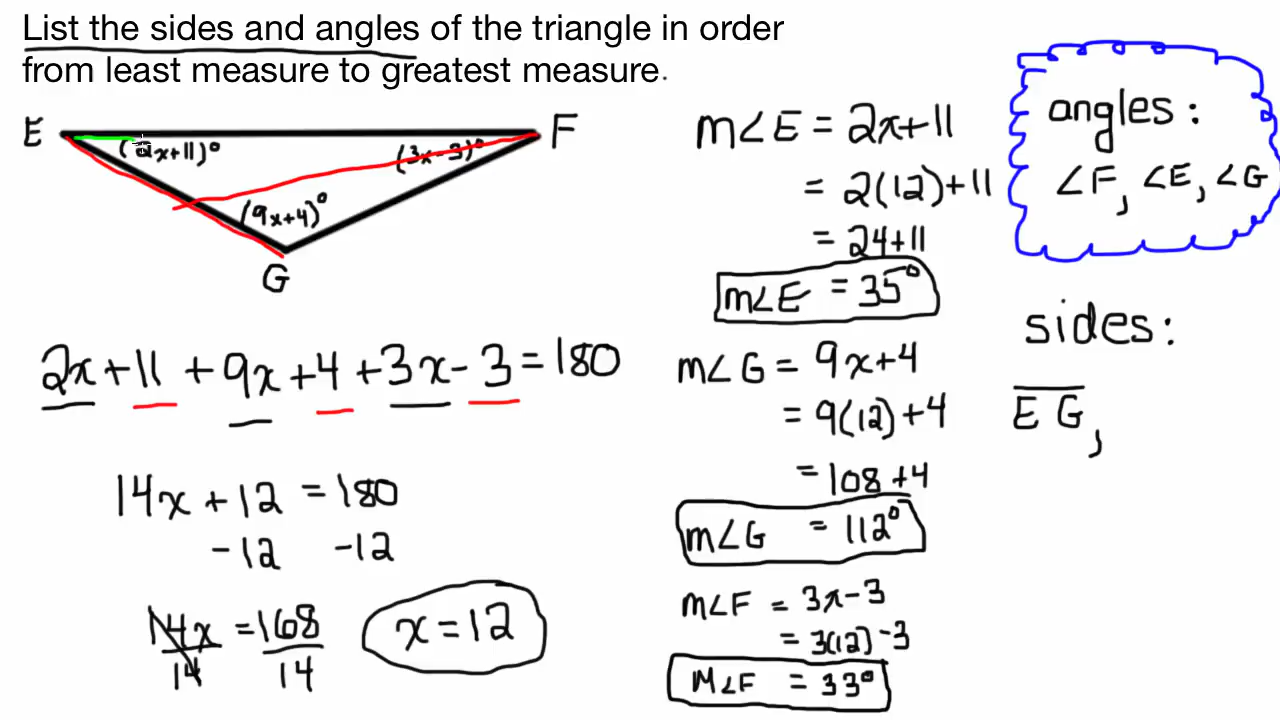 List the sides and angles of the triangle in order
from least measure to greatest measure.
E
F
(2x+11)°
(3x-3)°
(9x+4)°
G
2x+11+9x+4+3x-3=180
14x+12=180
-12 -12
14x=168
14 14
x=12
m∠E=2x+11
=2(12)+11
=24+11
m∠E=35°
m∠G=9x+4
=9(12)+4
=108+4
m∠G=112°
m∠F=3x-3
=3(12)-3
m∠F=33°
angles:
∠F, ∠E, ∠G
sides:
EG,